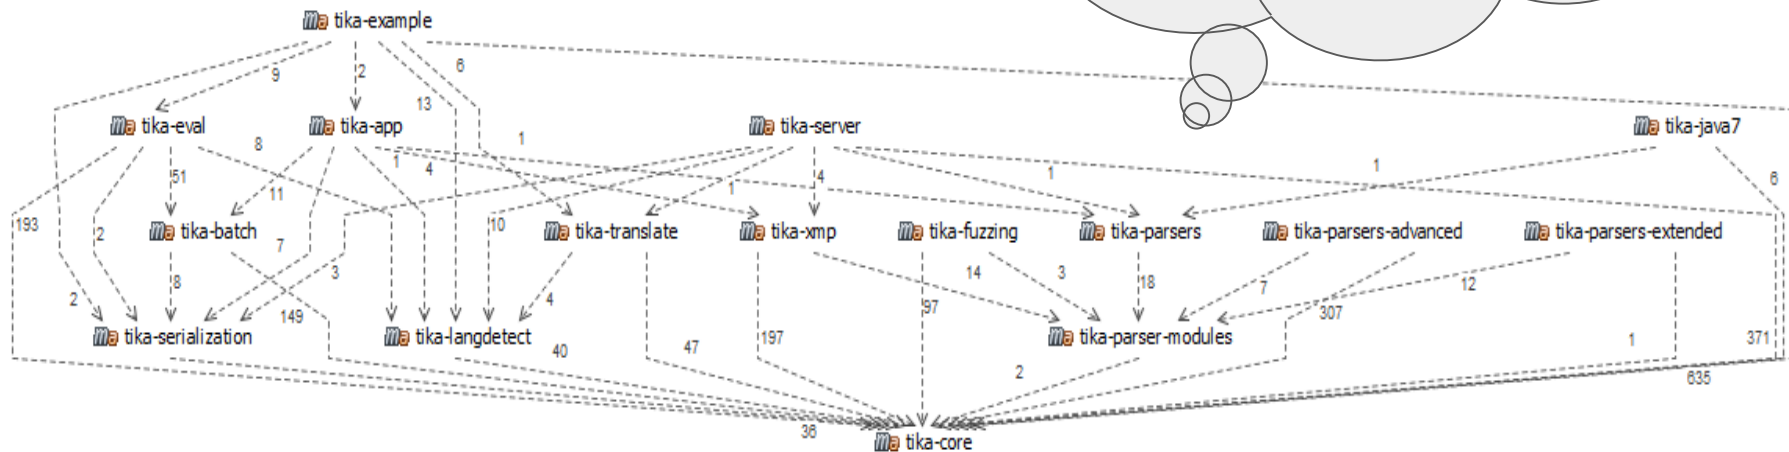 tika-example
9
2
6
13
tika-eval
tika-app
tika-server
tika-java7
8
1
1
4
1
4
1
1
6
51
11
193
2
tika-batch
7
10
tika-translate
tika-xmp
tika-fuzzing
tika-parsers
tika-parsers-advanced
tika-parsers-extended
3
14
3
18
7
12
2
8
149
4
97
307
tika-serialization
tika-langdetect
tika-parser-modules
40
47
197
2
1
371
635
36
tika-core